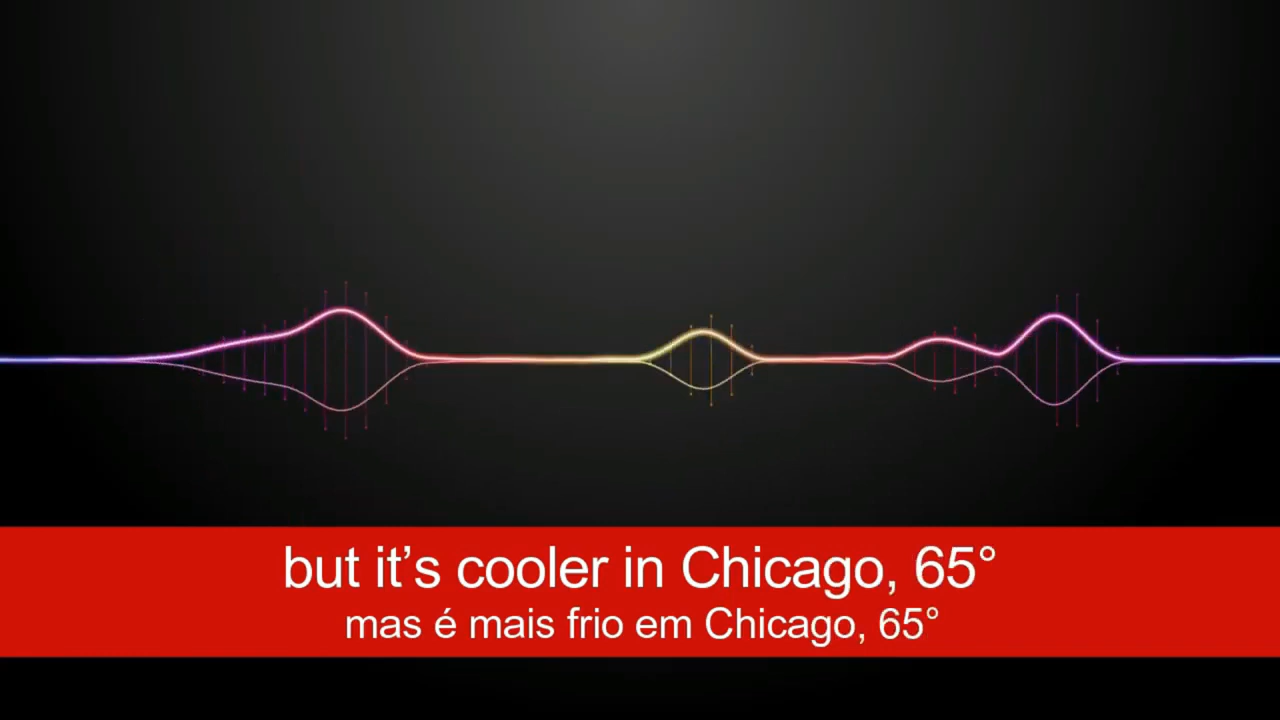 but it’s cooler in Chicago, 65°
mas é mais frio em Chicago, 65°